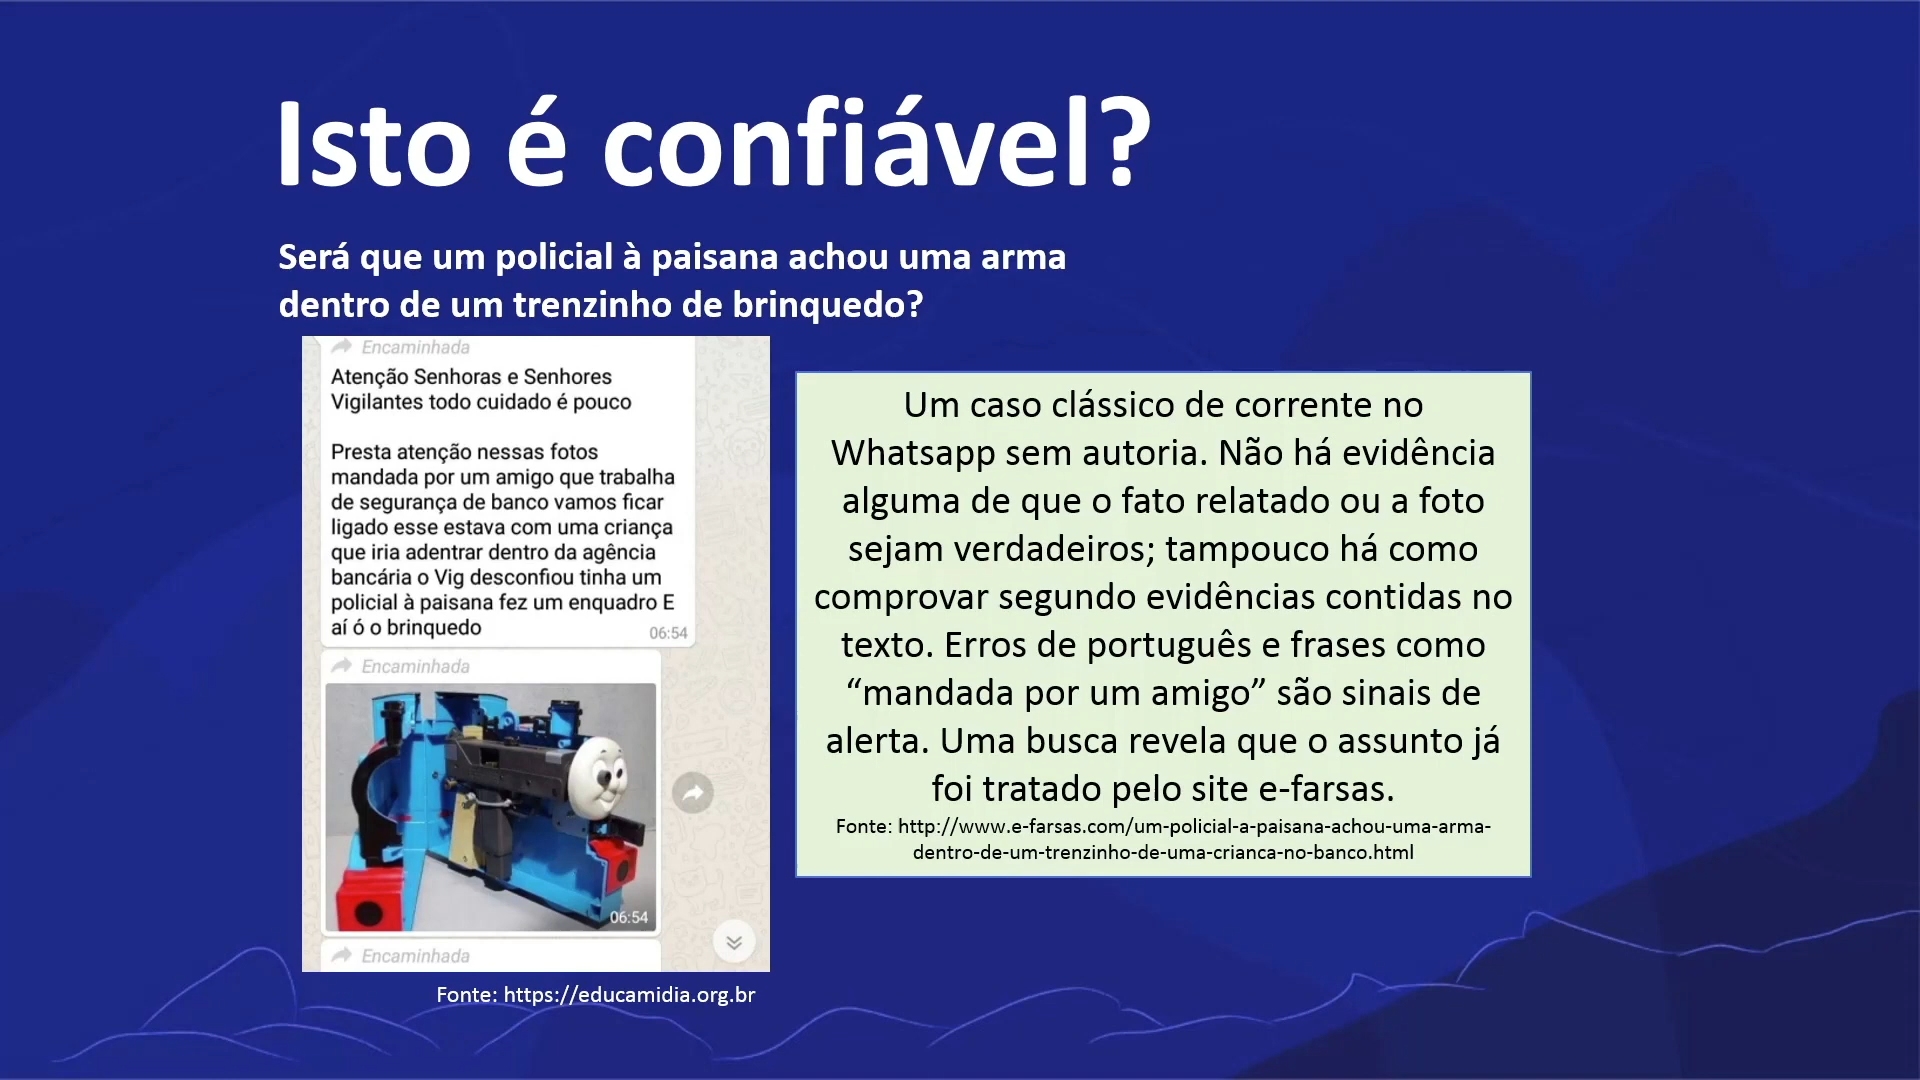 Isto é confiável?
Será que um policial à paisana achou uma arma
dentro de um trenzinho de brinquedo?
Encaminhada
Atenção Senhoras e Senhores
Vigilantes todo cuidado é pouco
Presta atenção nessas fotos
mandada por um amigo que trabalha
de segurança de banco vamos ficar
ligado esse estava com uma criança
que iria adentrar dentro da agência
bancária o Vig desconfiou tinha um
policial à paisana fez um enquadro E
aí ó o brinquedo
06:54
Encaminhada
06:54
Encaminhada
Fonte: https://educamidia.org.br
Um caso clássico de corrente no
Whatsapp sem autoria. Não há evidência
alguma de que o fato relatado ou a foto
sejam verdadeiros; tampouco há como
comprovar segundo evidências contidas no
texto. Erros de português e frases como
“mandada por um amigo” são sinais de
alerta. Uma busca revela que o assunto já
foi tratado pelo site e-farsas.
Fonte: http://www.e-farsas.com/um-policial-a-paisana-achou-uma-arma-
dentro-de-um-trenzinho-de-uma-crianca-no-banco.html